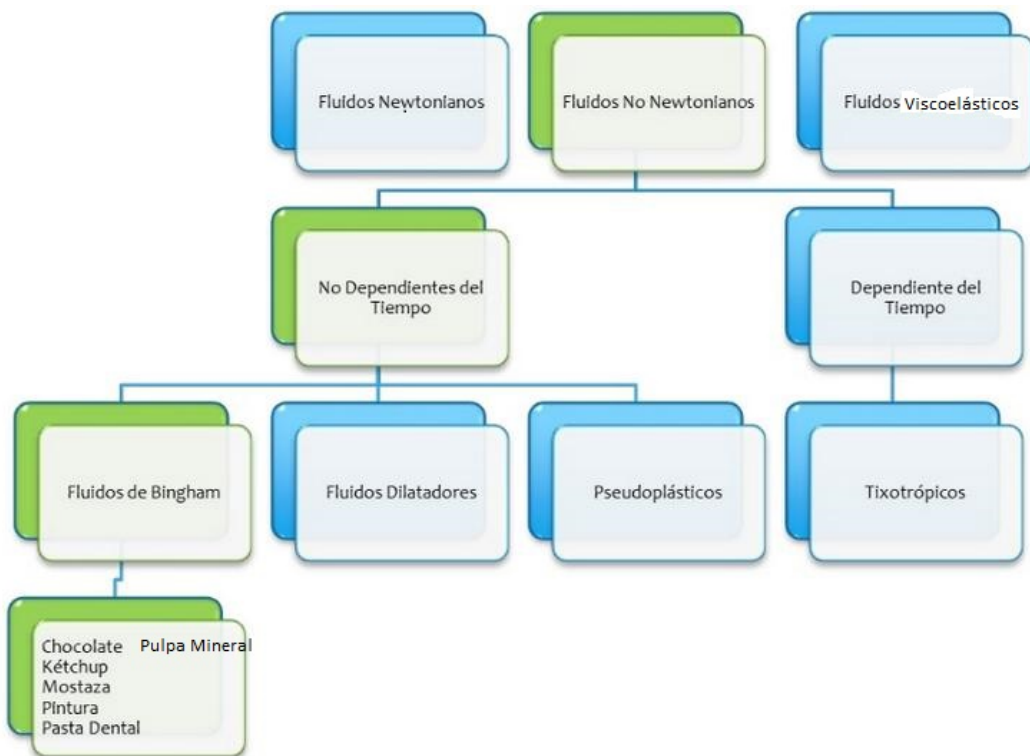 Fluidos Newtonianos
Fluidos No Newtonianos
Fluidos Viscoelásticos
No Dependientes del
Tiempo
Dependiente del
Tiempo
Fluidos de Bingham
Fluidos Dilatadores
Pseudoplásticos
Tixotrópicos
Chocolate Pulpa Mineral
Kétchup
Mostaza
Pintura
Pasta Dental